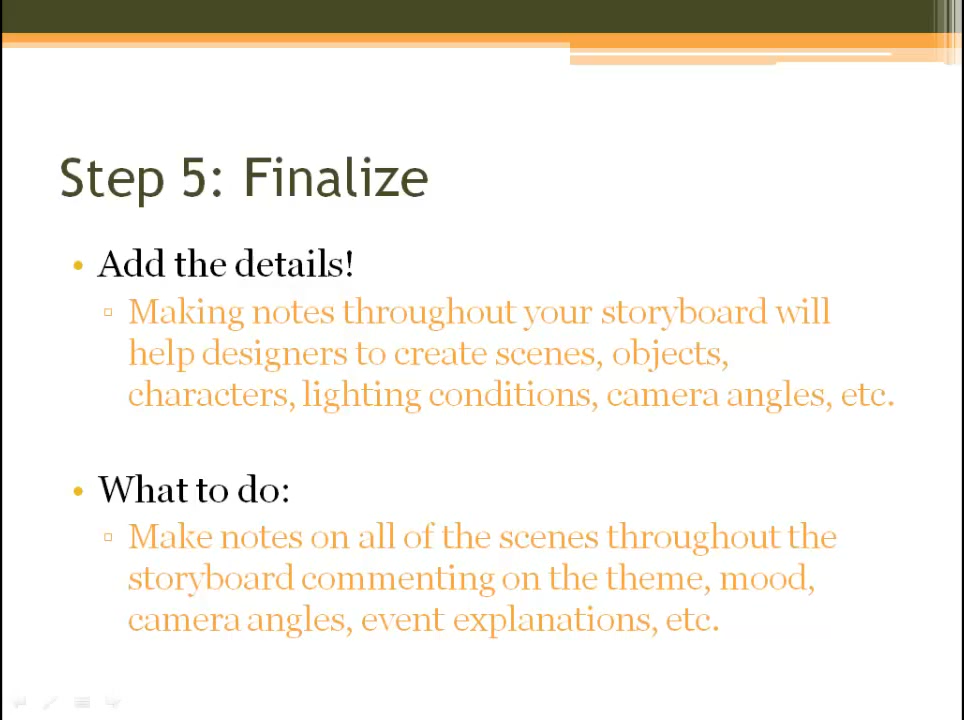 Step 5: Finalize
• Add the details!
▫ Making notes throughout your storyboard will
help designers to create scenes, objects,
characters, lighting conditions, camera angles, etc.
• What to do:
▫ Make notes on all of the scenes throughout the
storyboard commenting on the theme, mood,
camera angles, event explanations, etc.